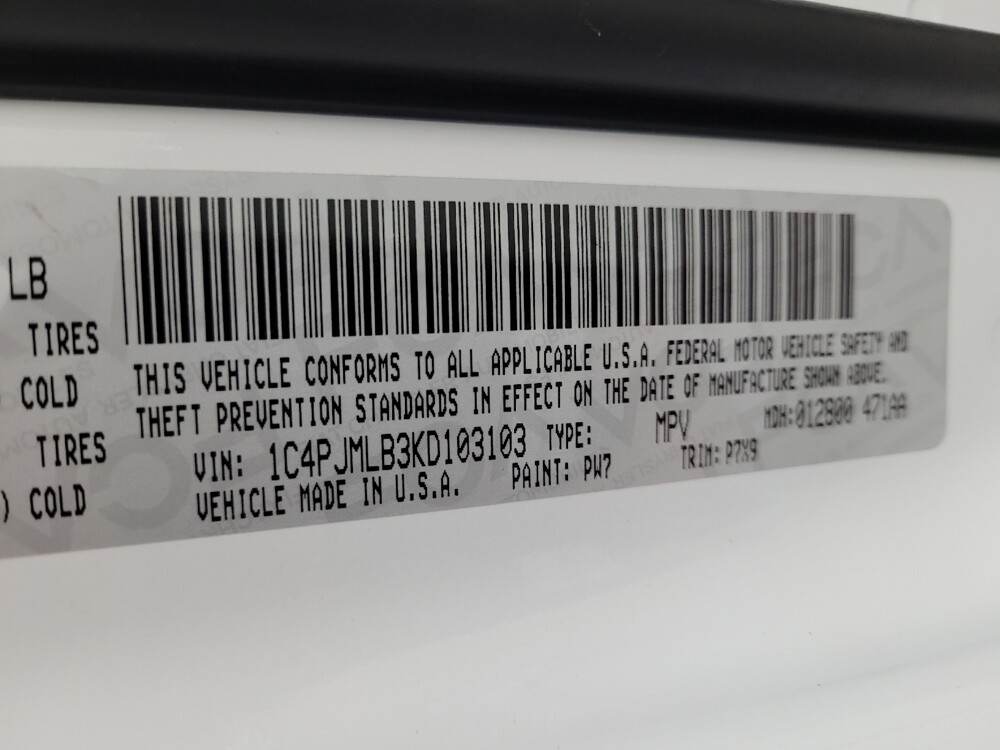 LB
TIRES
) COLD
TIRES
) COLD
THIS VEHICLE CONFORMS TO ALL APPLICABLE U.S.A. FEDERAL MOTOR VEHICLE SAFETY AND
THEFT PREVENTION STANDARDS IN EFFECT ON THE DATE OF MANUFACTURE SHOWN ABOVE.
VIN: 1C4PJMLB3KD103103 TYPE: MPV MDH:012800 471AA
VEHICLE MADE IN U.S.A. PAINT: PW7 TRIM: P7X9